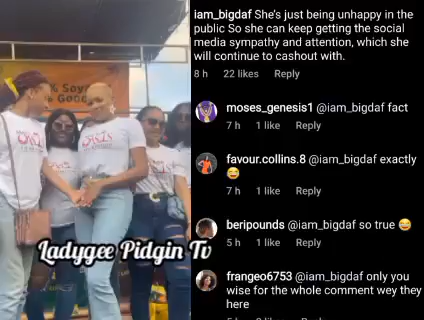 iam_bigdaf She's just being unhappy in the
public So she can keep getting the social
media sympathy and attention, which she
will continue to cashout with.
8 h 22 likes Reply
moses_genesis1 @iam_bigdaf fact
7 h 1 like Reply
favour.collins.8 @iam_bigdaf exactly
😂
7 h 1 like Reply
beripounds @iam_bigdaf so true 😂
5 h 1 like Reply
frangeo6753 @iam_bigdaf only you
wise for the whole comment wey they
here
Reply
& Good
Ladygee Pidgin Tv